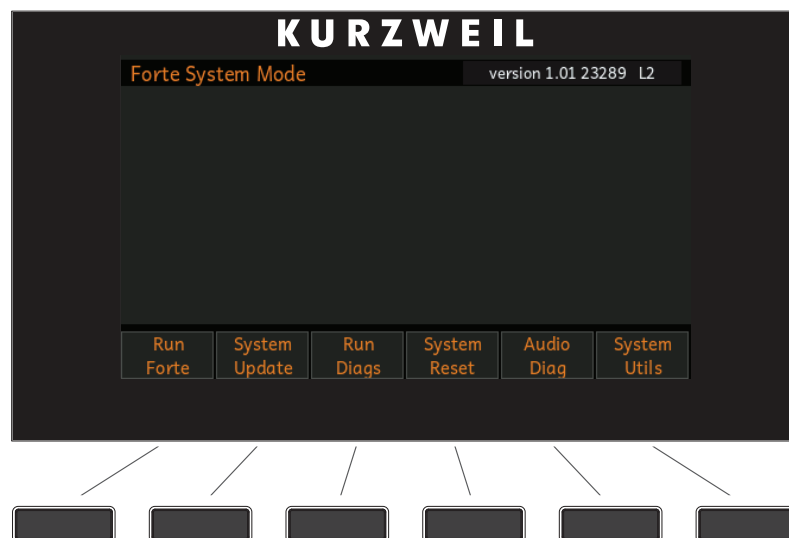 KURZWEIL
Forte System Mode
version 1.01 23289 L2
Run Forte
System Update
Run Diags
System Reset
Audio Diag
System Utils